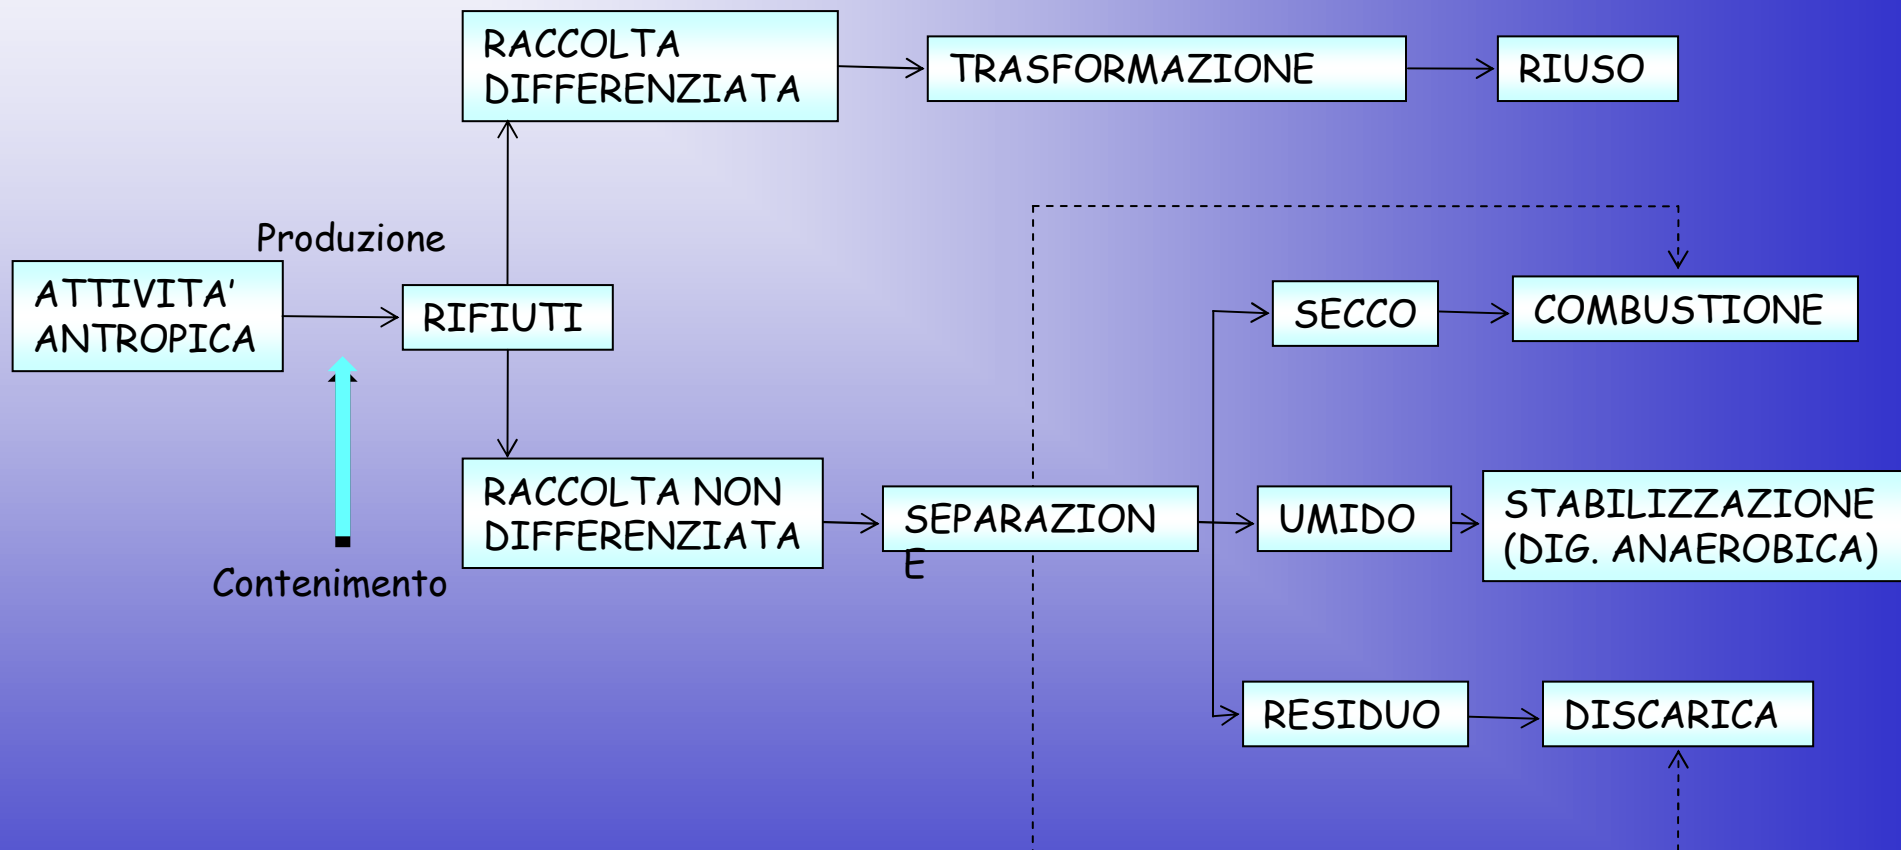 RACCOLTA
DIFFERENZIATA
TRASFORMAZIONE
RIUSO
Produzione
ATTIVITA'
ANTROPICA
RIFIUTI
SECCO
COMBUSTIONE
RACCOLTA NON
DIFFERENZIATA
SEPARAZION
E
UMIDO
STABILIZZAZIONE
(DIG. ANAEROBICA)
Contenimento
RESIDUO
DISCARICA